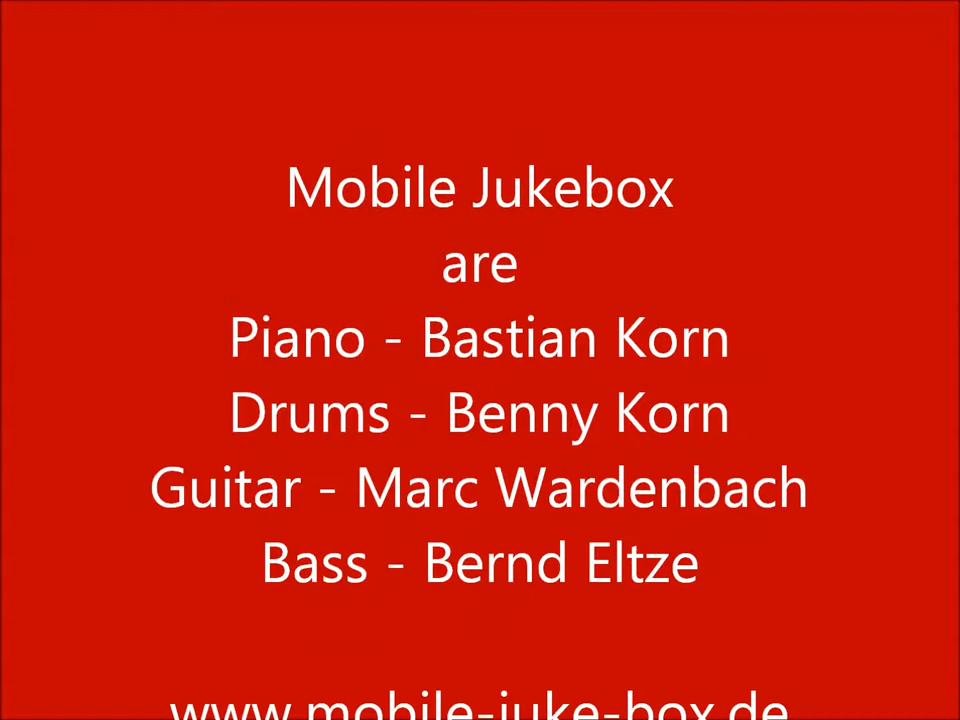 Mobile Jukebox
are
Piano - Bastian Korn
Drums - Benny Korn
Guitar - Marc Wardenbach
Bass - Bernd Eltze
www.mobile-juke-box.de